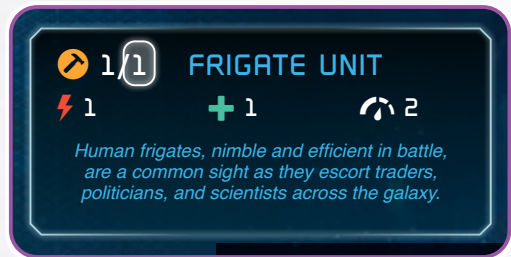 1/1 FRIGATE UNIT
1 1 2
Human frigates, nimble and efficient in battle,
are a common sight as they escort traders,
politicians, and scientists across the galaxy.